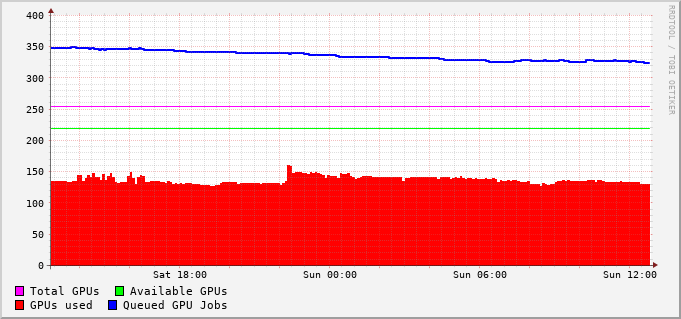 400
350
300
250
200
150
100
50
0
Sat 18:00 Sun 00:00 Sun 06:00 Sun 12:00
Total GPUs Available GPUs
GPUs used Queued GPU Jobs
RRDTOOL / TOBI OETIKER